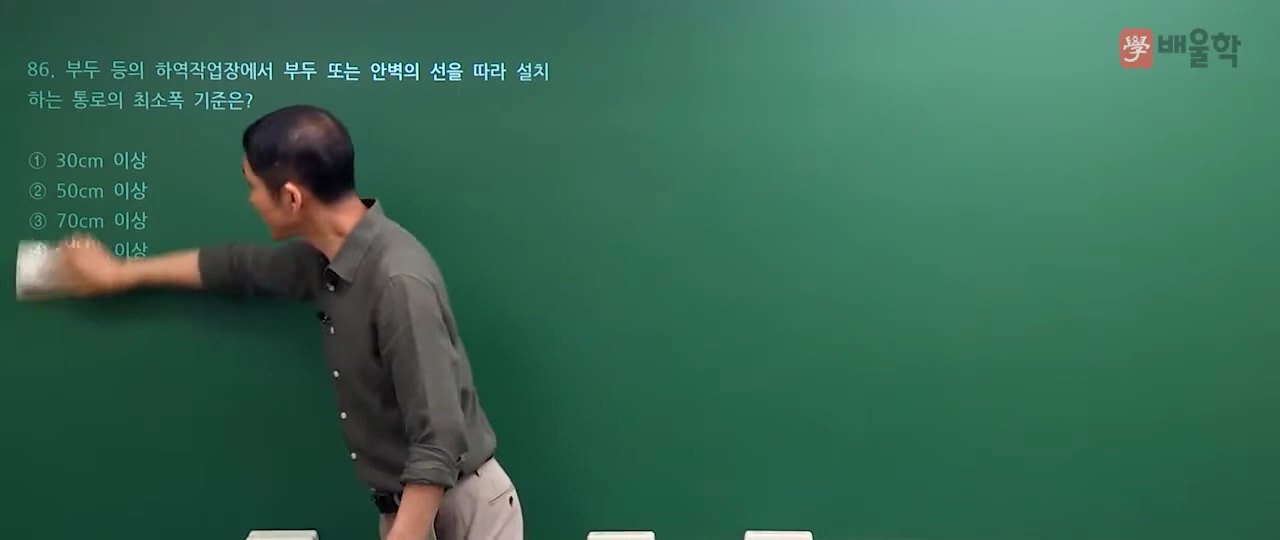 學 배울학
86. 부두 등의 하역작업장에서 부두 또는 안벽의 선을 따라 설치
하는 통로의 최소폭 기준은?
① 30cm 이상
② 50cm 이상
③ 70cm 이상
이상